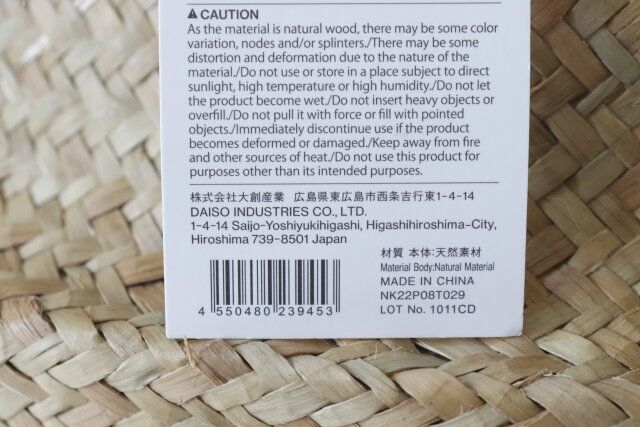 ⚠CAUTION
As the material is natural wood, there may be some color
variation, nodes and/or splinters./There may be some
distortion and deformation due to the nature of the
material./Do not use or store in a place subject to direct
sunlight, high temperature or high humidity./Do not let
the product become wet./Do not insert heavy objects or
overfill./Do not pull it with force or fill with pointed
objects./Immediately discontinue use if the product
becomes deformed or damaged./Keep away from fire
and other sources of heat./Do not use this product for
purposes other than its intended purposes.
株式会社大創産業 広島県東広島市西条吉行東1-4-14
DAISO INDUSTRIES CO., LTD.
1-4-14 Saijo-Yoshiyukihigashi, Higashihiroshima-City,
Hiroshima 739-8501 Japan
材質 本体:天然素材
Material Body:Natural Material
MADE IN CHINA
NK22P08T029
LOT No. 1011CD
4 550480 239453